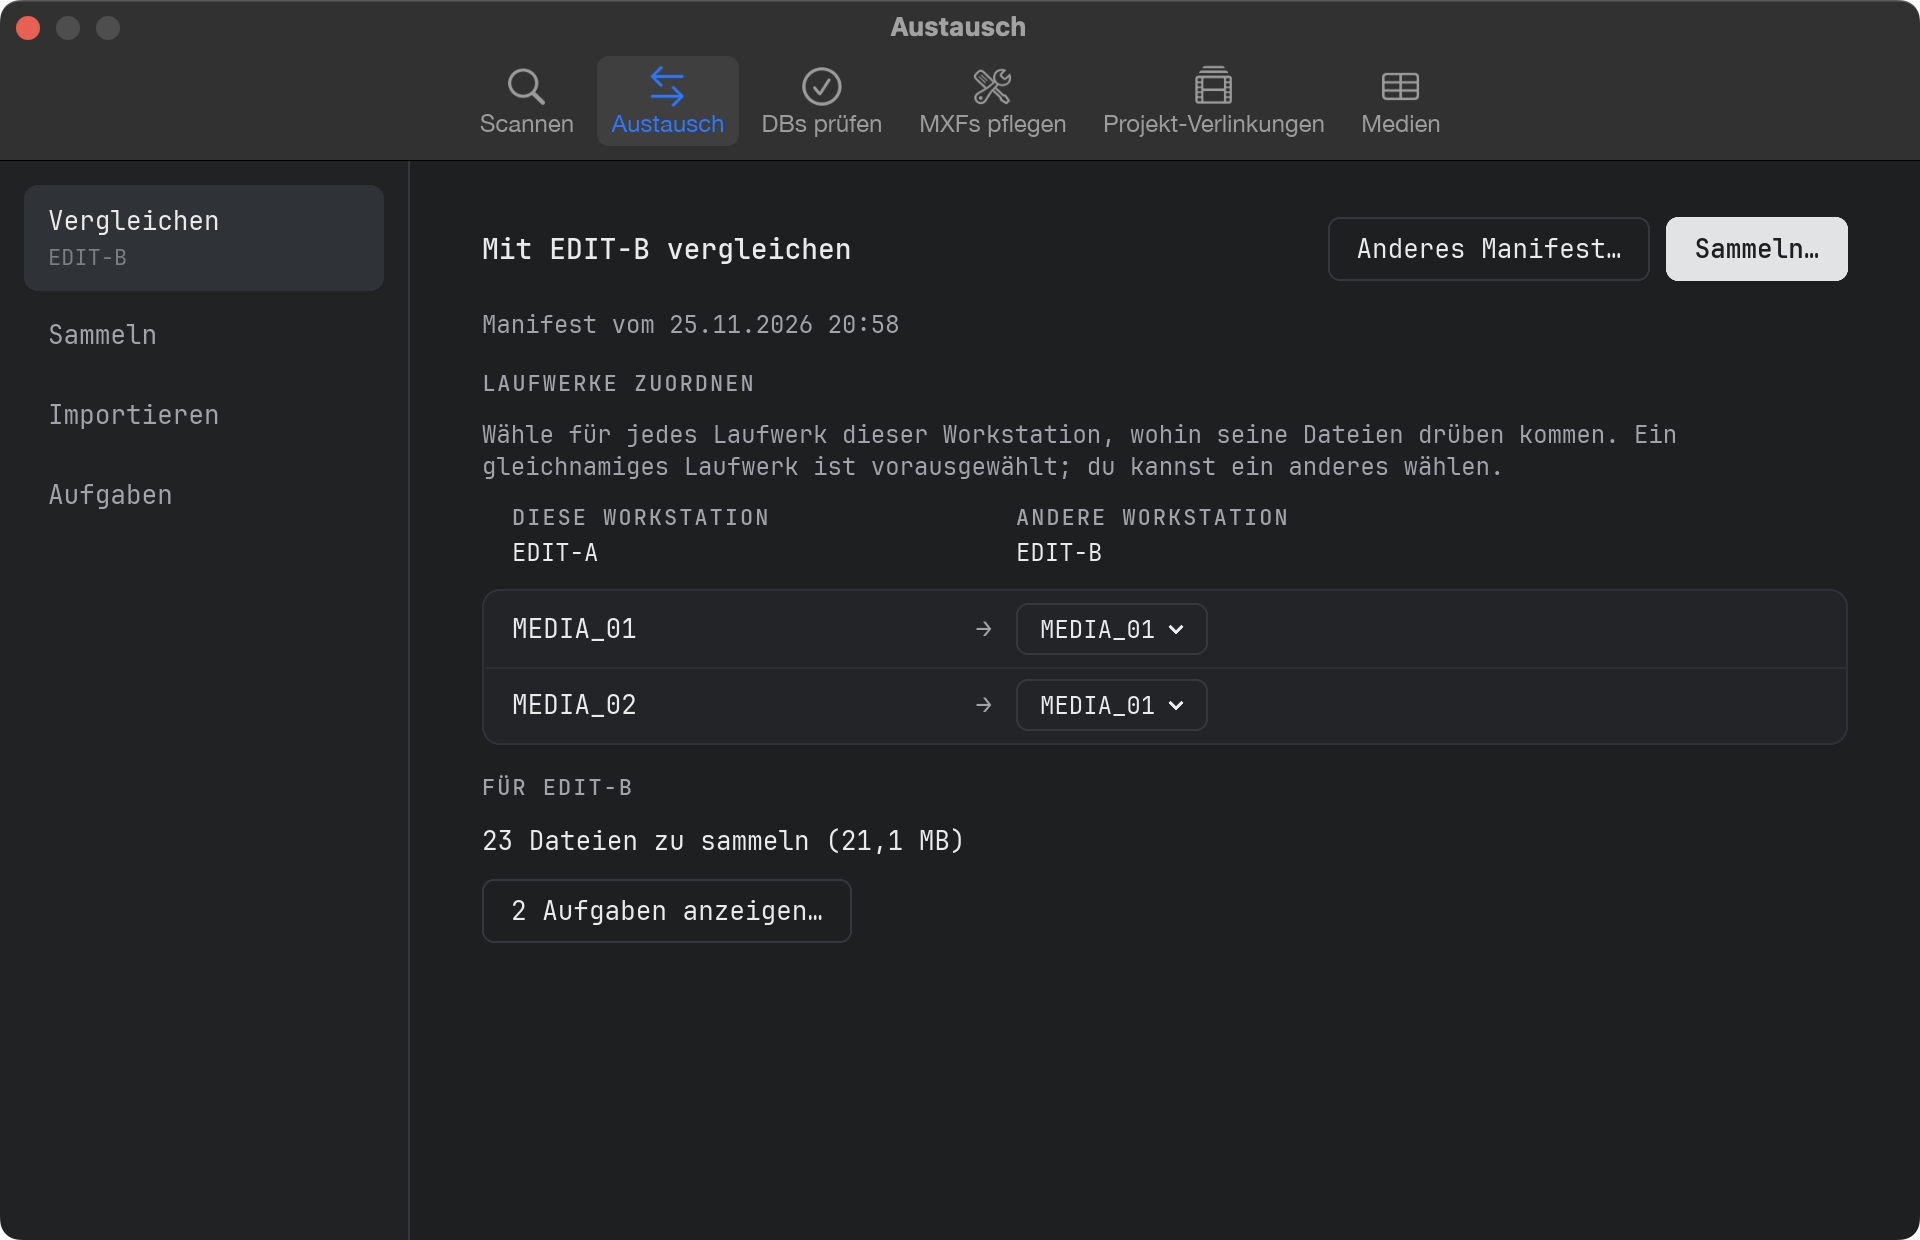 Austausch
Scannen
Austausch
DBs prüfen
MXFs pflegen
Projekt-Verlinkungen
Medien
Vergleichen
EDIT-B
Sammeln
Importieren
Aufgaben
Mit EDIT-B vergleichen
Anderes Manifest…
Sammeln…
Manifest vom 25.11.2026 20:58
LAUFWERKE ZUORDNEN
Wähle für jedes Laufwerk dieser Workstation, wohin seine Dateien drüben kommen. Ein
gleichnamiges Laufwerk ist vorausgewählt; du kannst ein anderes wählen.
DIESE WORKSTATION
EDIT-A
ANDERE WORKSTATION
EDIT-B
MEDIA_01 → MEDIA_01
MEDIA_02 → MEDIA_01
FÜR EDIT-B
23 Dateien zu sammeln (21,1 MB)
2 Aufgaben anzeigen…